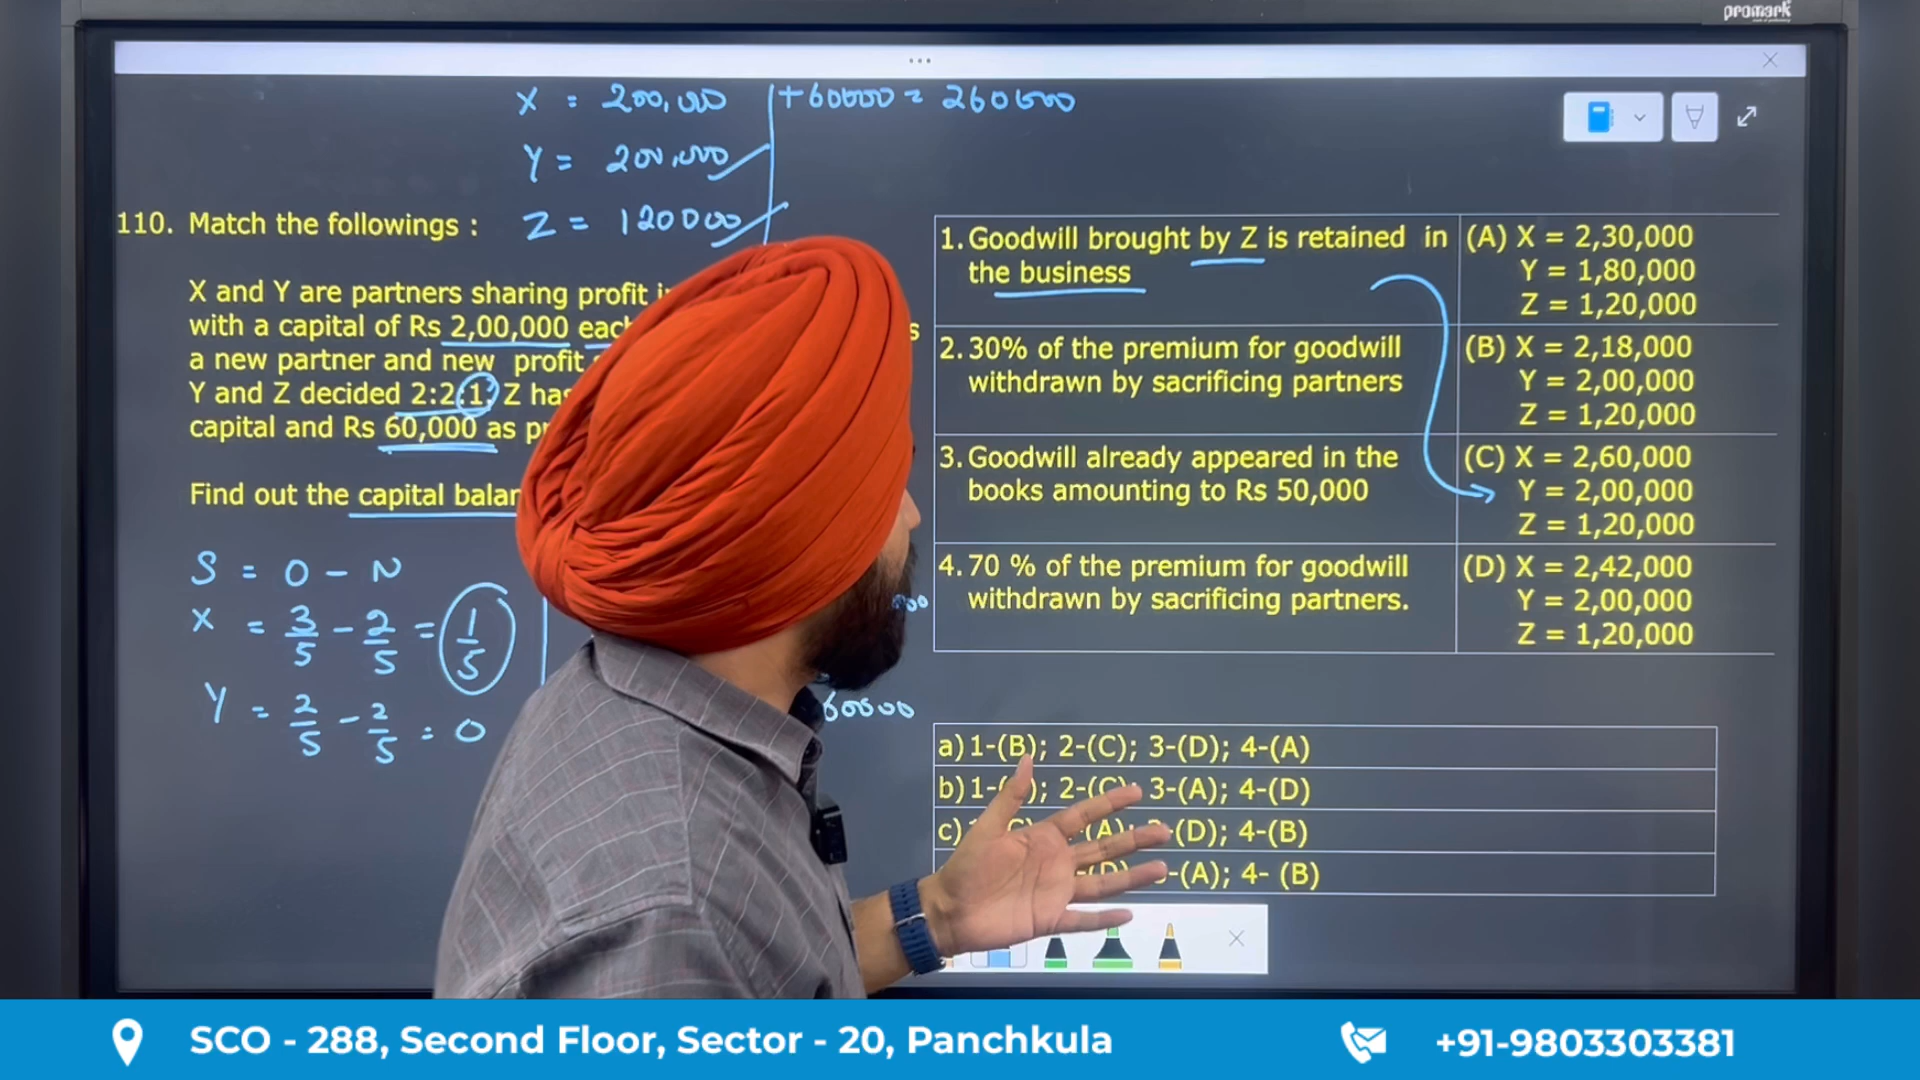 promark
X = 200,000 +60000 = 260000
Y = 200,000
Z = 120000
110. Match the followings :
X and Y are partners sharing profit
with a capital of Rs 2,00,000 each
a new partner and new profit
Y and Z decided 2:2:1. Z has
capital and Rs 60,000 as
Find out the capital
S = O - N
X = 3/5 - 2/5 = 1/5
Y = 2/5 - 2/5 = 0
60000
1. Goodwill brought by Z is retained in
the business
(A) X = 2,30,000
Y = 1,80,000
Z = 1,20,000
2. 30% of the premium for goodwill
withdrawn by sacrificing partners
(B) X = 2,18,000
Y = 2,00,000
Z = 1,20,000
3. Goodwill already appeared in the
books amounting to Rs 50,000
(C) X = 2,60,000
Y = 2,00,000
Z = 1,20,000
4. 70 % of the premium for goodwill
withdrawn by sacrificing partners.
(D) X = 2,42,000
Y = 2,00,000
Z = 1,20,000
a) 1-(B); 2-(C); 3-(D); 4-(A)
b) 1- 2-(C); 3-(A); 4-(D)
c) (A); (D); 4-(B)
-(A); 4- (B)
SCO - 288, Second Floor, Sector - 20, Panchkula
+91-9803303381